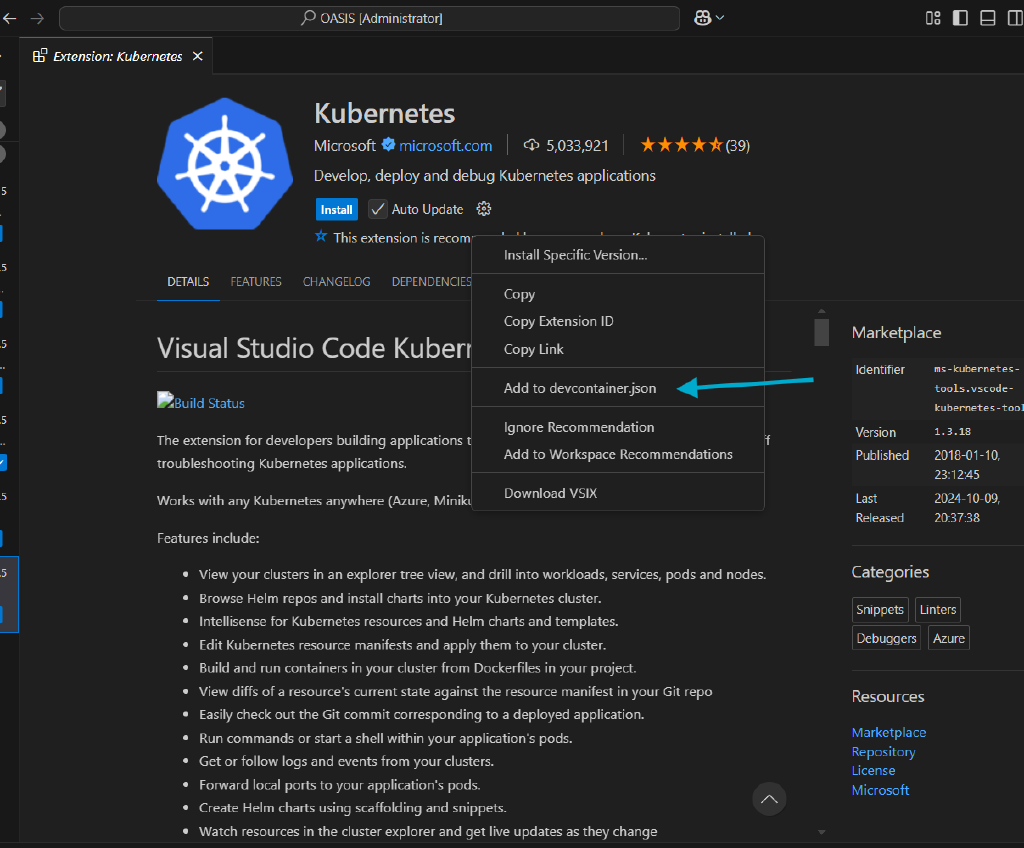 OASIS [Administrator]
Extension: Kubernetes
Kubernetes
Microsoft microsoft.com 5,033,921 (39)
Develop, deploy and debug Kubernetes applications
Install Auto Update
This extension is
Install Specific Version...
Copy
Copy Extension ID
Copy Link
Add to devcontainer.json
Ignore Recommendation
Add to Workspace Recommendations
Download VSIX
DETAILS FEATURES CHANGELOG DEPENDENCIES
Visual Studio Code
Build Status
The extension for developers building applications
troubleshooting Kubernetes applications.
Works with any Kubernetes anywhere (Azure,
Features include:
• View your clusters in an explorer tree view, and drill into workloads, services, pods and nodes.
• Browse Helm repos and install charts into your Kubernetes cluster.
• Intellisense for Kubernetes resources and Helm charts and templates.
• Edit Kubernetes resource manifests and apply them to your cluster.
• Build and run containers in your cluster from Dockerfiles in your project.
• View diffs of a resource's current state against the resource manifest in your Git repo
• Easily check out the Git commit corresponding to a deployed application.
• Run commands or start a shell within your application's pods.
• Get or follow logs and events from your clusters.
• Forward local ports to your application's pods.
• Create Helm charts using scaffolding and snippets.
• Watch resources in the cluster explorer and get live updates as they change
Marketplace
Identifier ms-kubernetes-
tools.vscode-
kubernetes-tool
Version 1.3.18
Published 2018-01-10,
23:12:45
Last 2024-10-09,
Released 20:37:38
Categories
Snippets Linters
Debuggers Azure
Resources
Marketplace
Repository
License
Microsoft